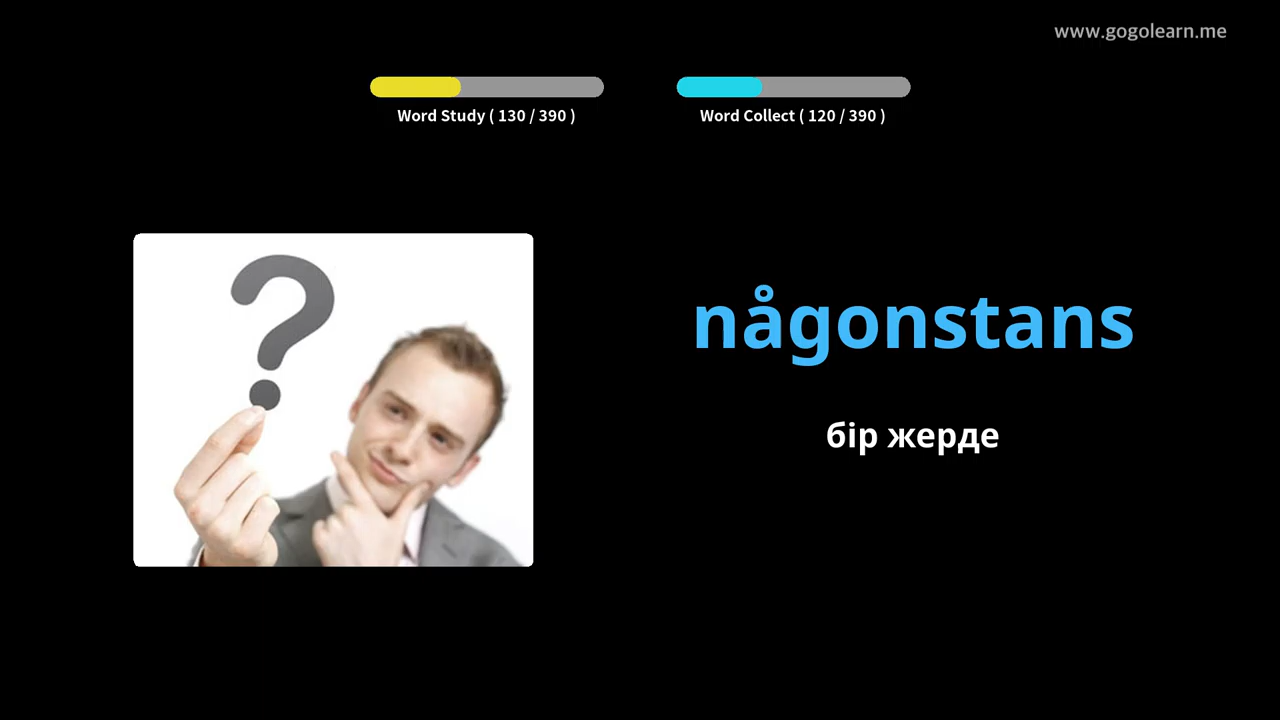 www.gogolearn.me
Word Study ( 130 / 390 )
Word Collect ( 120 / 390 )
någonstans
бір жерде